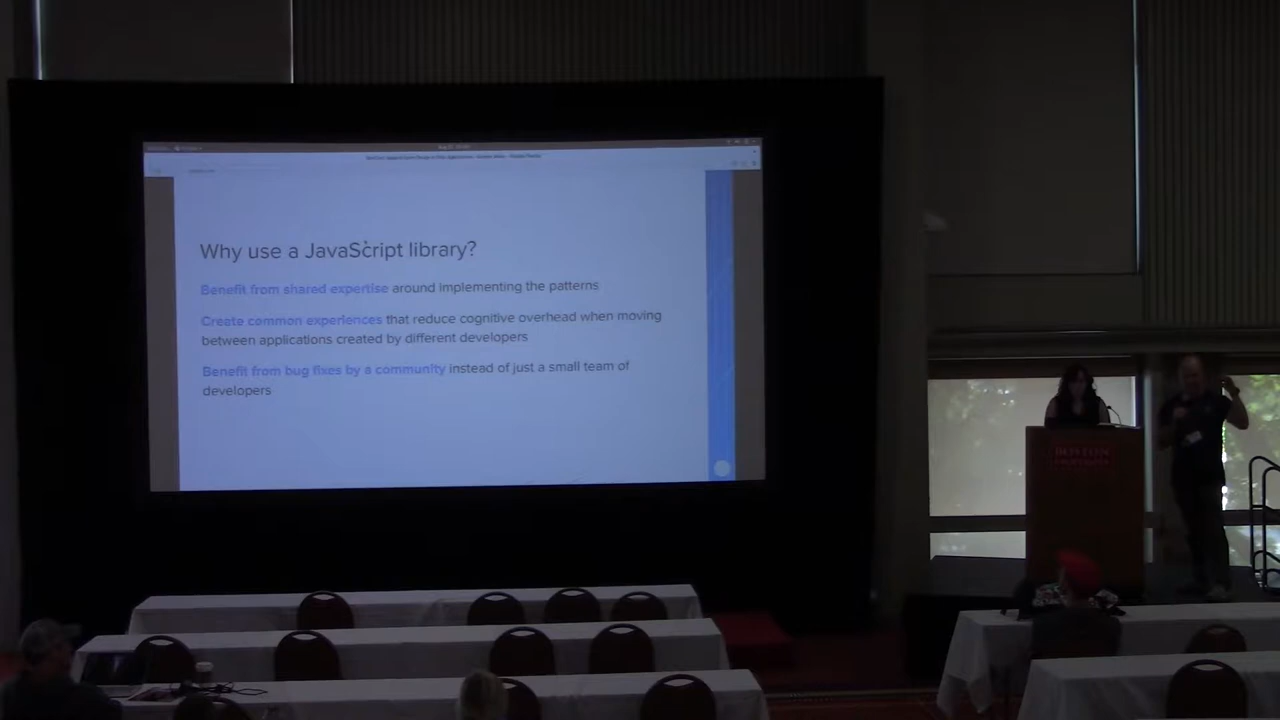 Why use a JavaScript library?
Benefit from shared expertise around implementing the patterns
Create common experiences that reduce cognitive overhead when moving
between applications created by different developers
Benefit from bug fixes by a community instead of just a small team of
developers
BOSTON